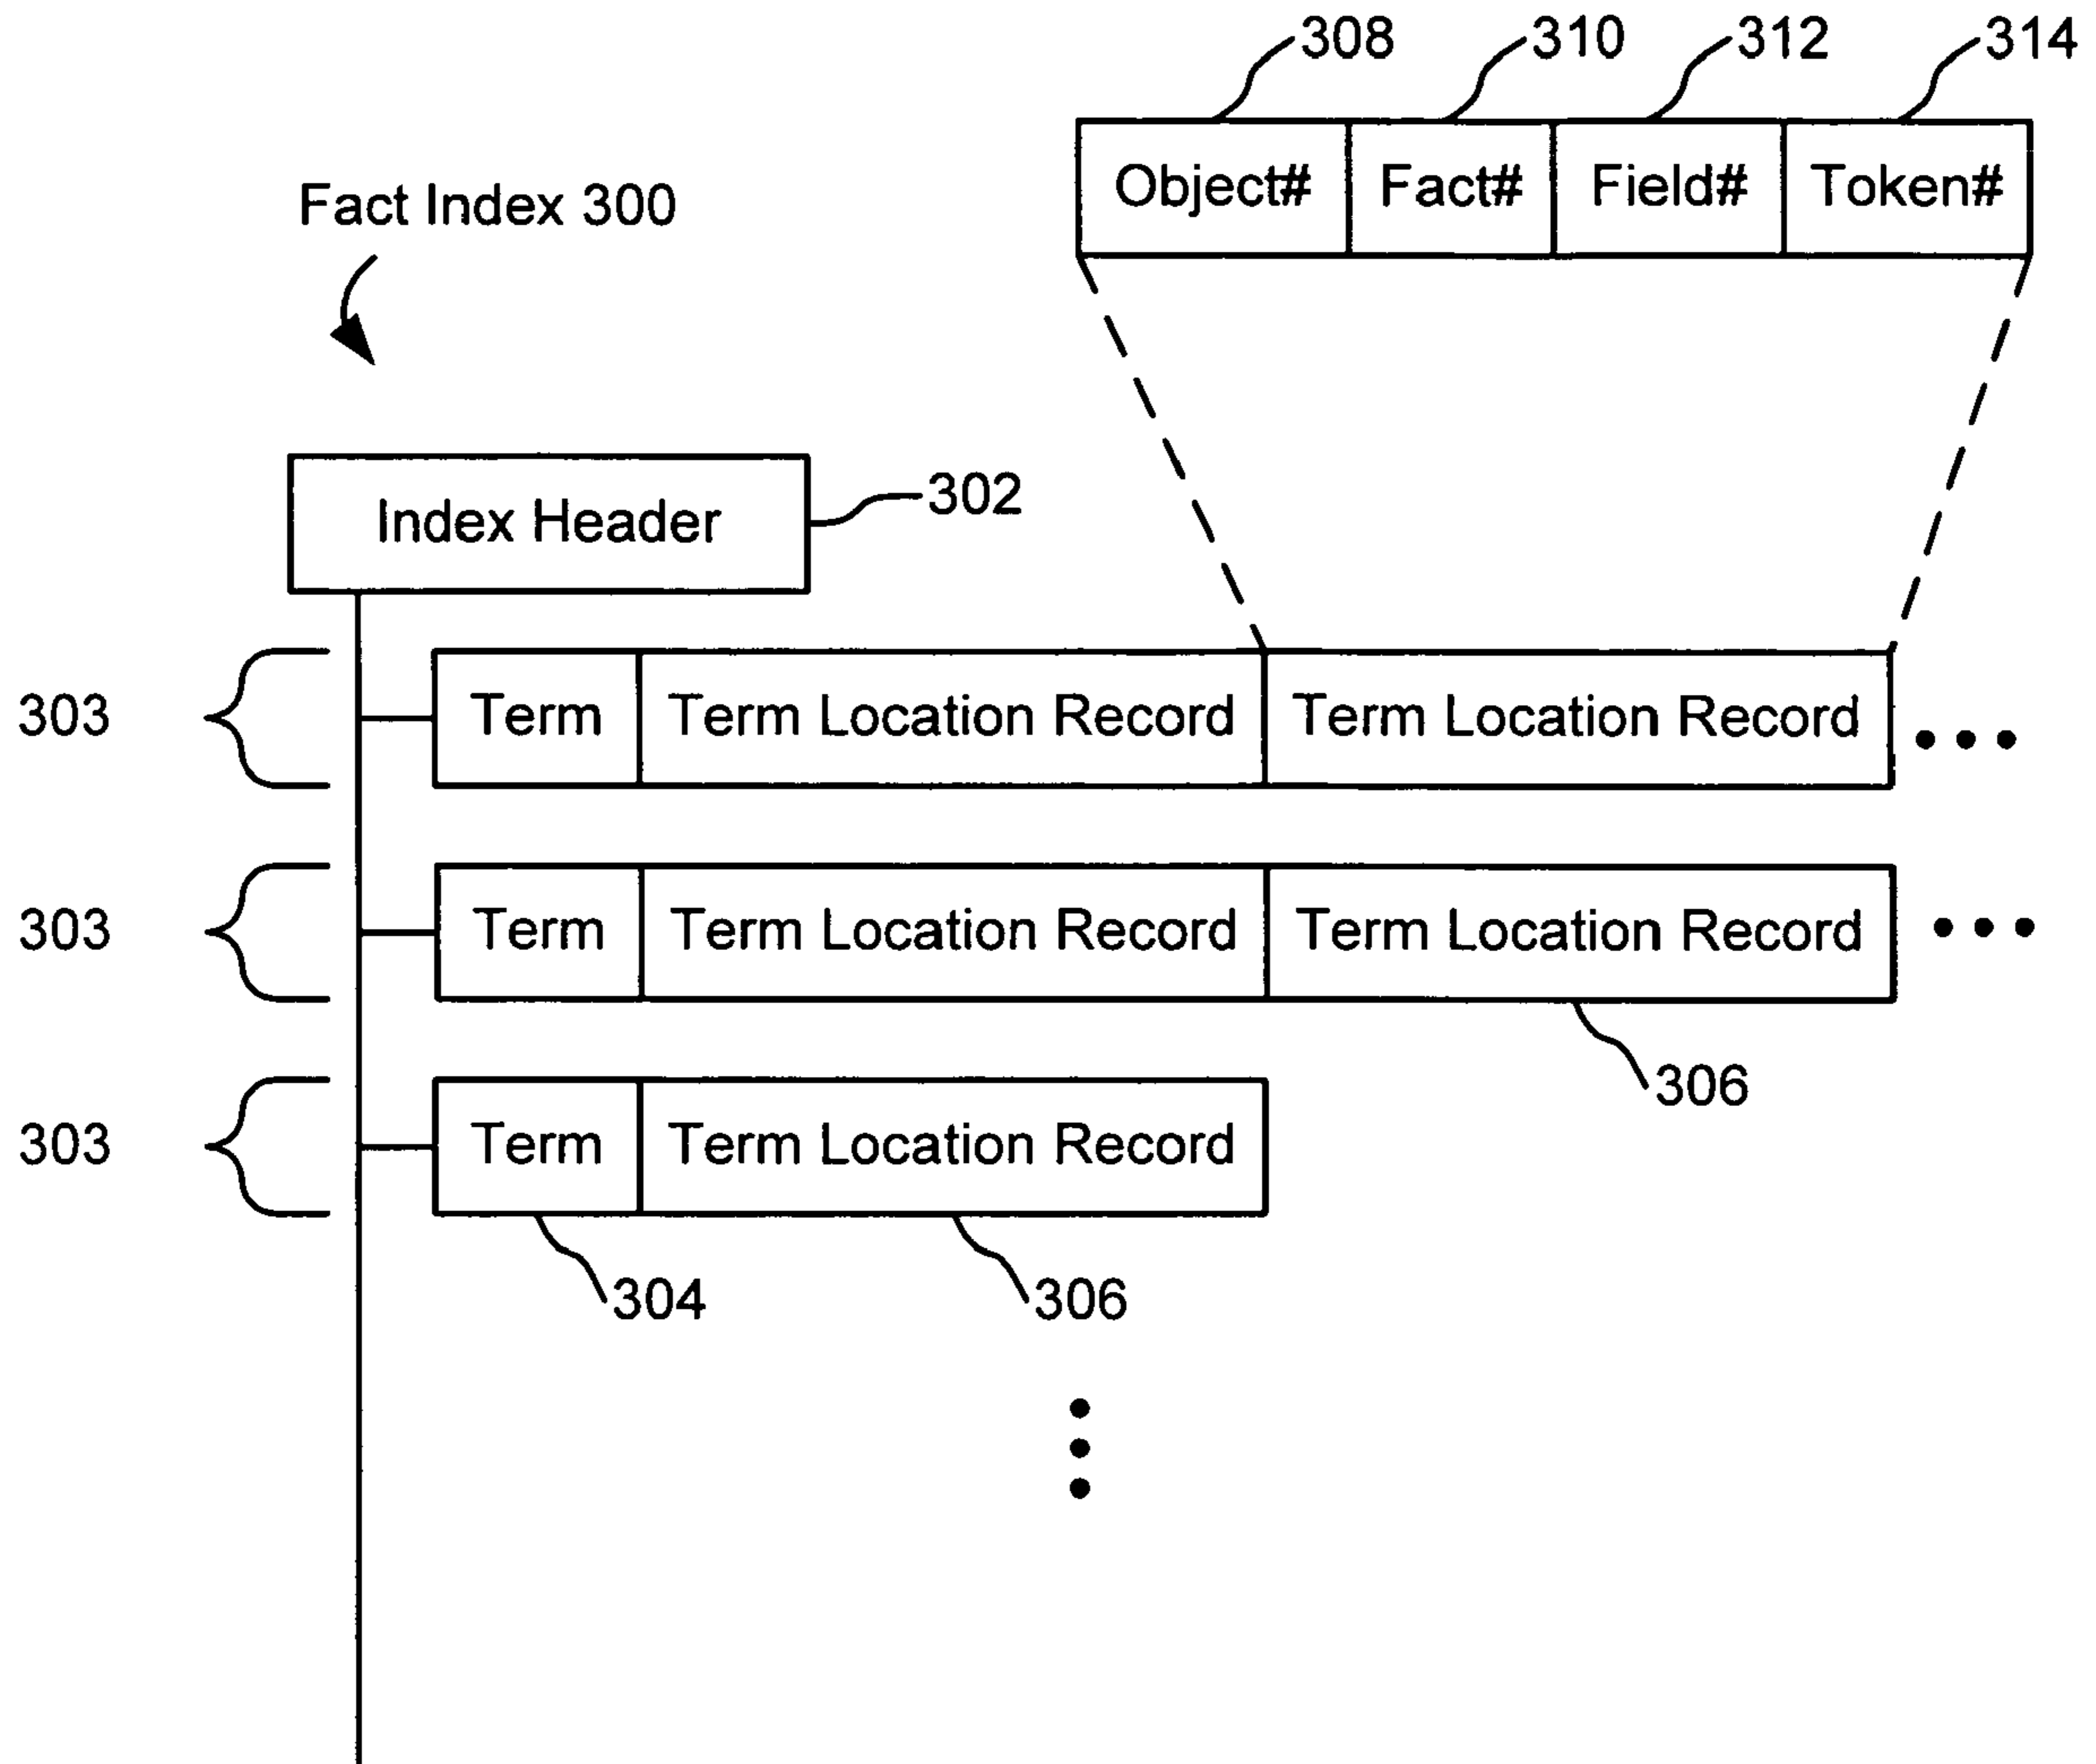 308 310 312 314
Object# Fact# Field# Token#
Fact Index 300
Index Header 302
303 Term Term Location Record Term Location Record
303 Term Term Location Record Term Location Record
306
303 Term Term Location Record
304 306